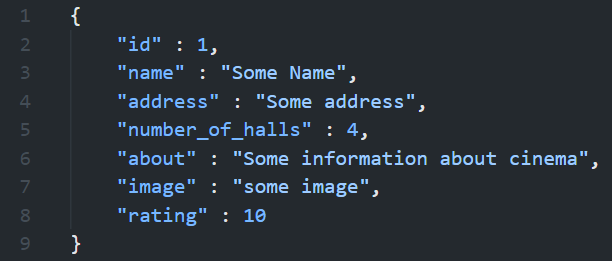 1 {
2     "id" : 1,
3     "name" : "Some Name",
4     "address" : "Some address",
5     "number_of_halls" : 4,
6     "about" : "Some information about cinema",
7     "image" : "some image",
8     "rating" : 10
9 }